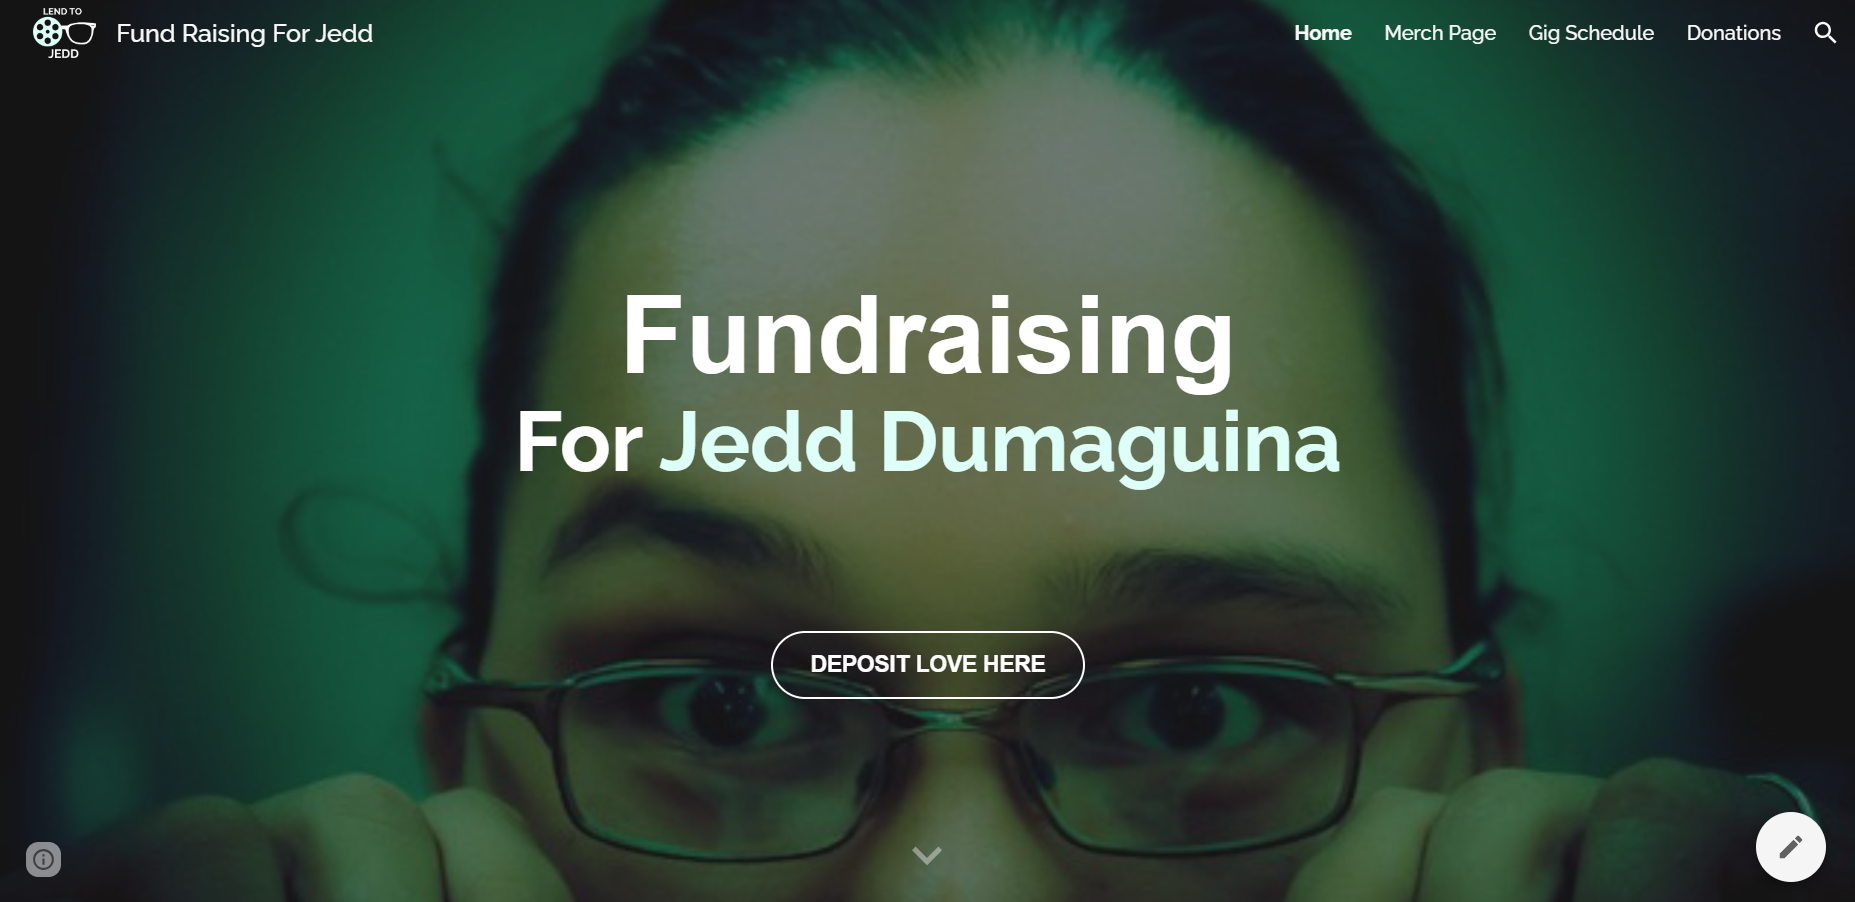 LEND TO
JEDD
Fund Raising For Jedd
Home
Merch Page
Gig Schedule
Donations
Fundraising
For Jedd Dumaguina
DEPOSIT LOVE HERE